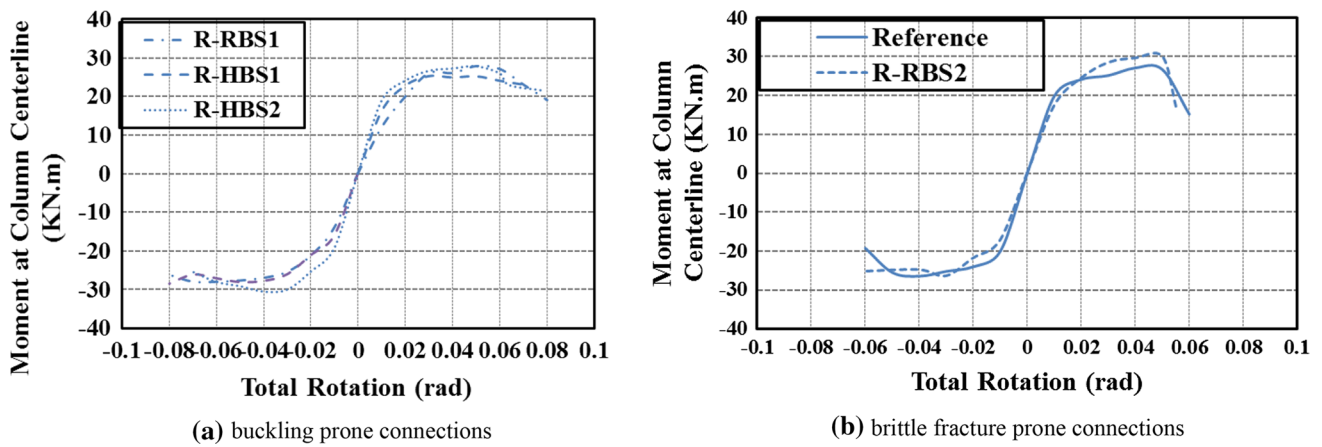 40
30
20
10
0
-10
-20
-30
-40
Moment at Column Centerline
(KN.m)
R-RBS1
R-HBS1
R-HBS2
-0.1 -0.08 -0.06 -0.04 -0.02 0 0.02 0.04 0.06 0.08 0.1
Total Rotation (rad)
(a) buckling prone connections
40
30
20
10
0
-10
-20
-30
-40
Moment at Column
Centerline (KN.m)
Reference
R-RBS2
-0.1 -0.08 -0.06 -0.04 -0.02 0 0.02 0.04 0.06 0.08 0.1
Total Rotation (rad)
(b) brittle fracture prone connections